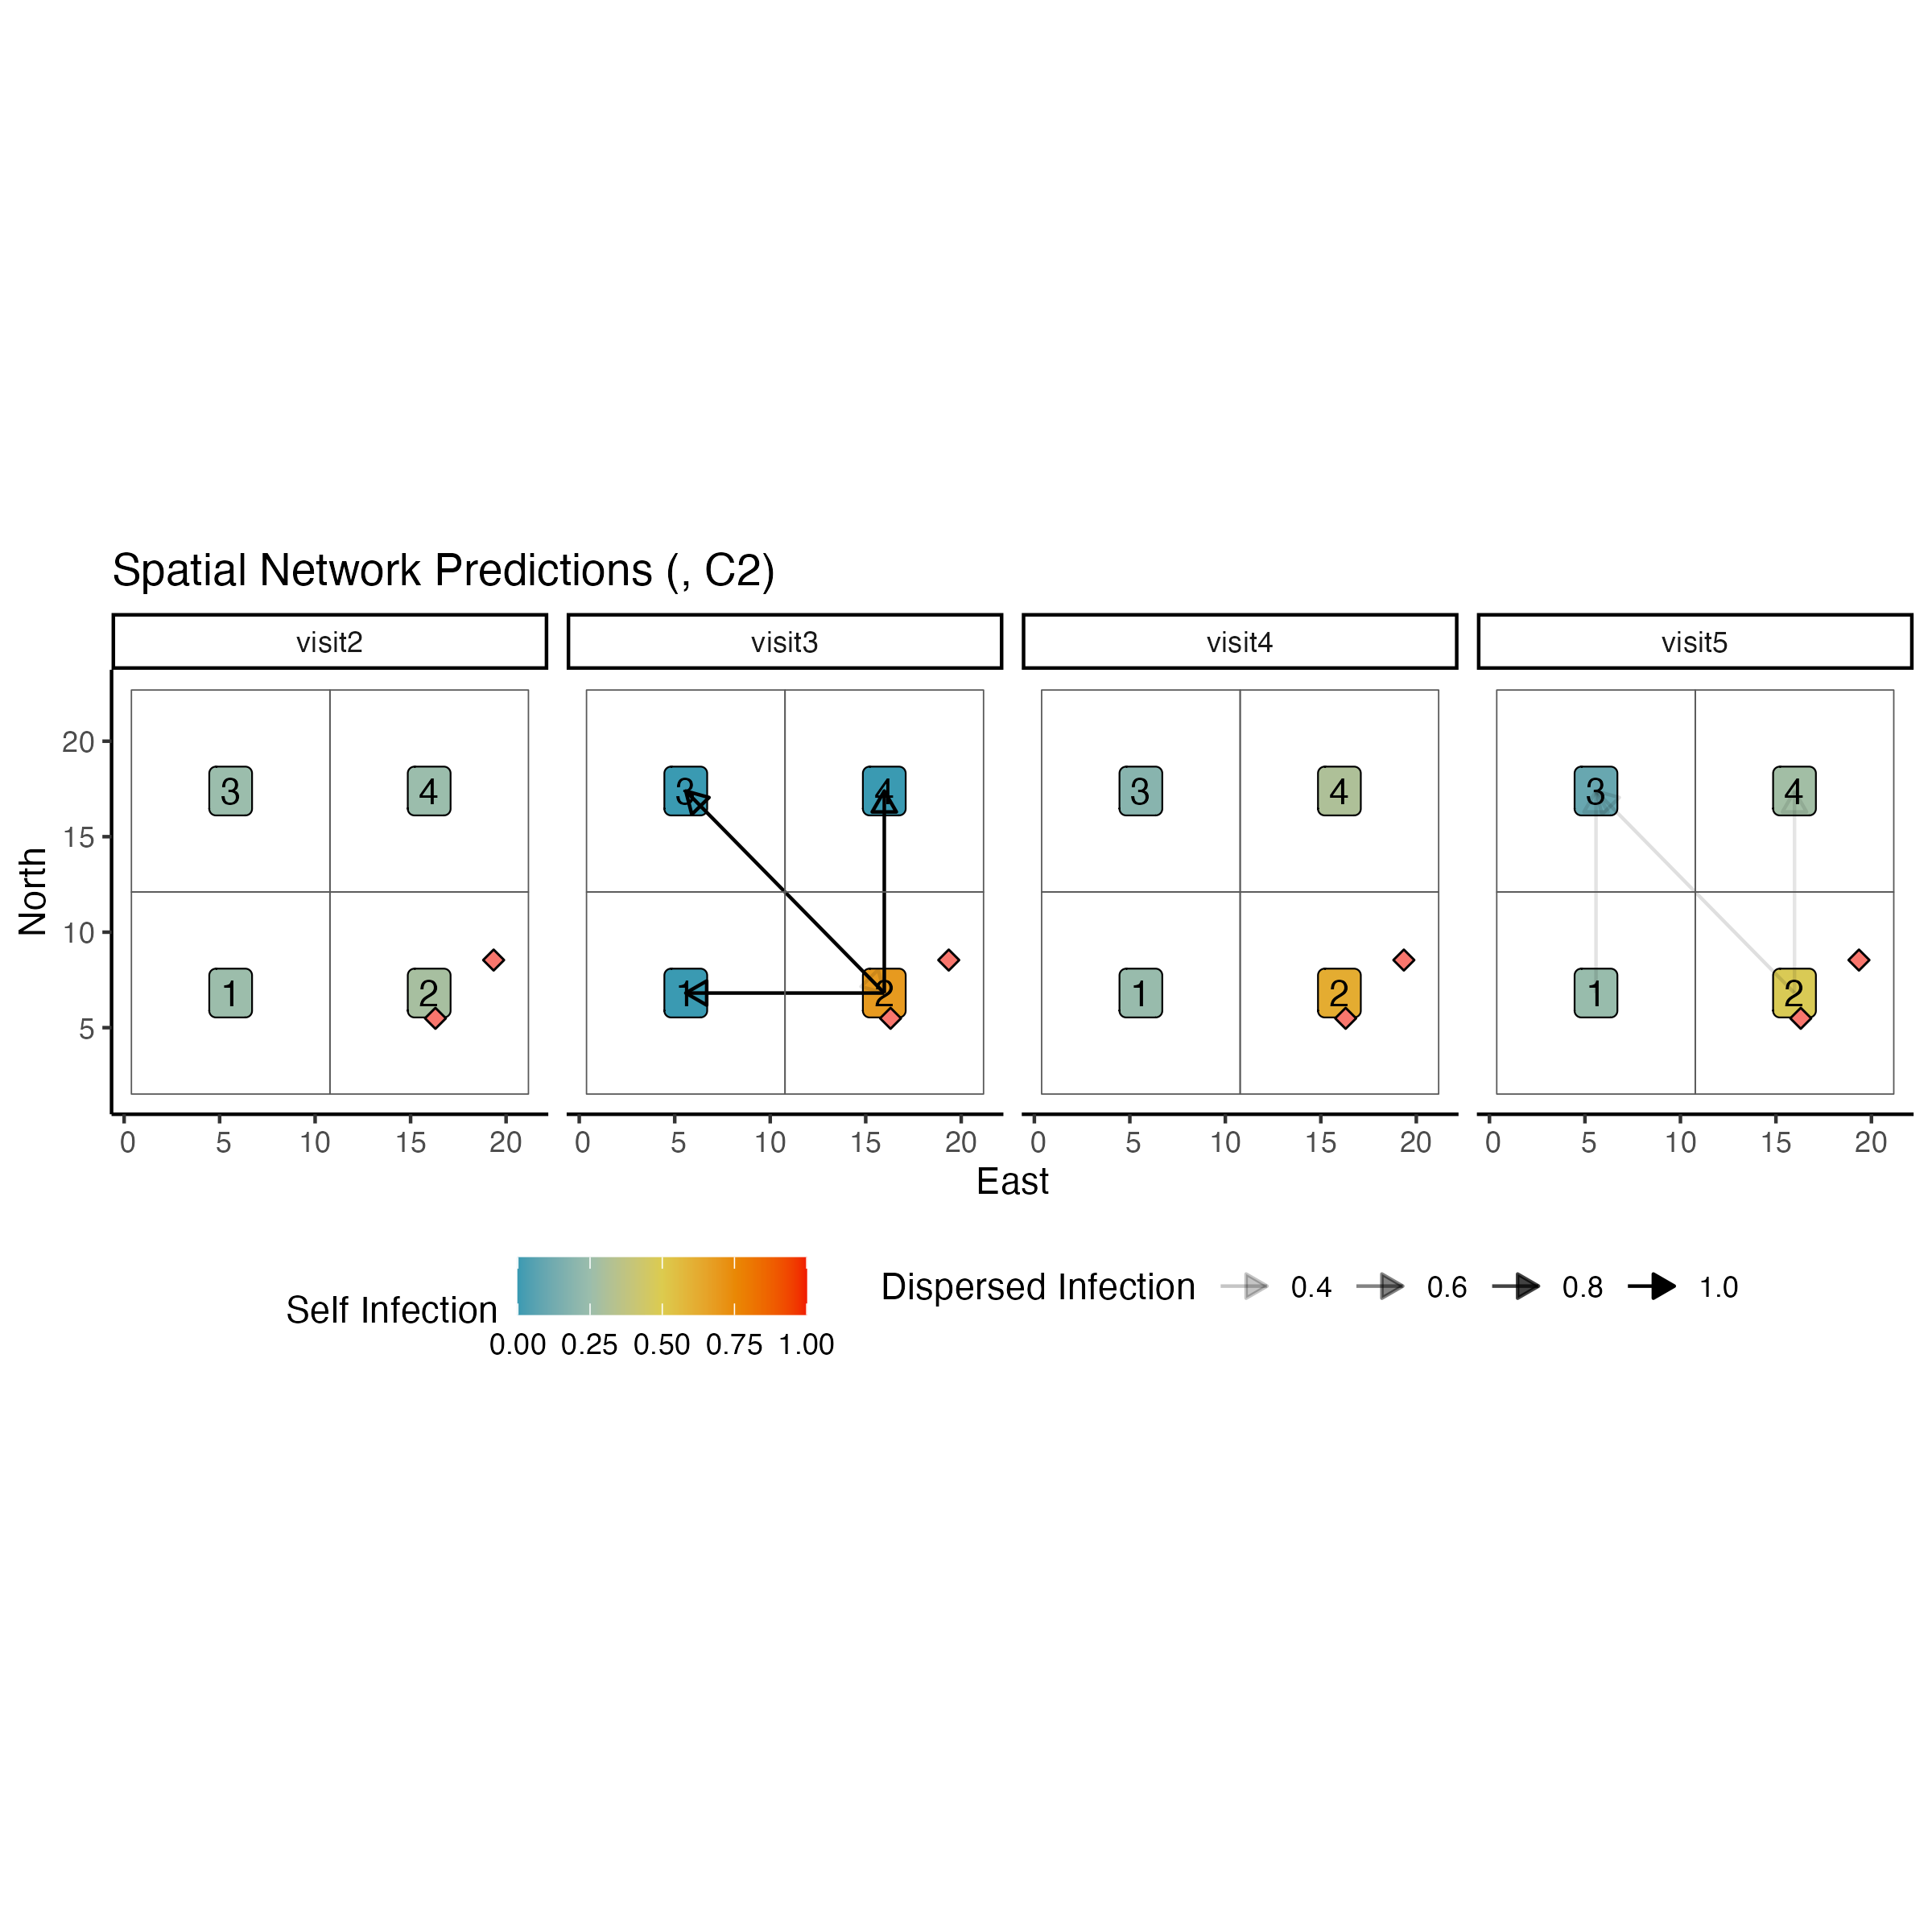 Spatial Network Predictions (, C2)
visit2 visit3 visit4 visit5
20
15
10
5
North
3 4 3 4 3 4 3 4
1 2 1 2 1 2 1 2
0 5 10 15 20 0 5 10 15 20 0 5 10 15 20 0 5 10 15 20
East
Self Infection
0.00 0.25 0.50 0.75 1.00
Dispersed Infection 0.4 0.6 0.8 1.0